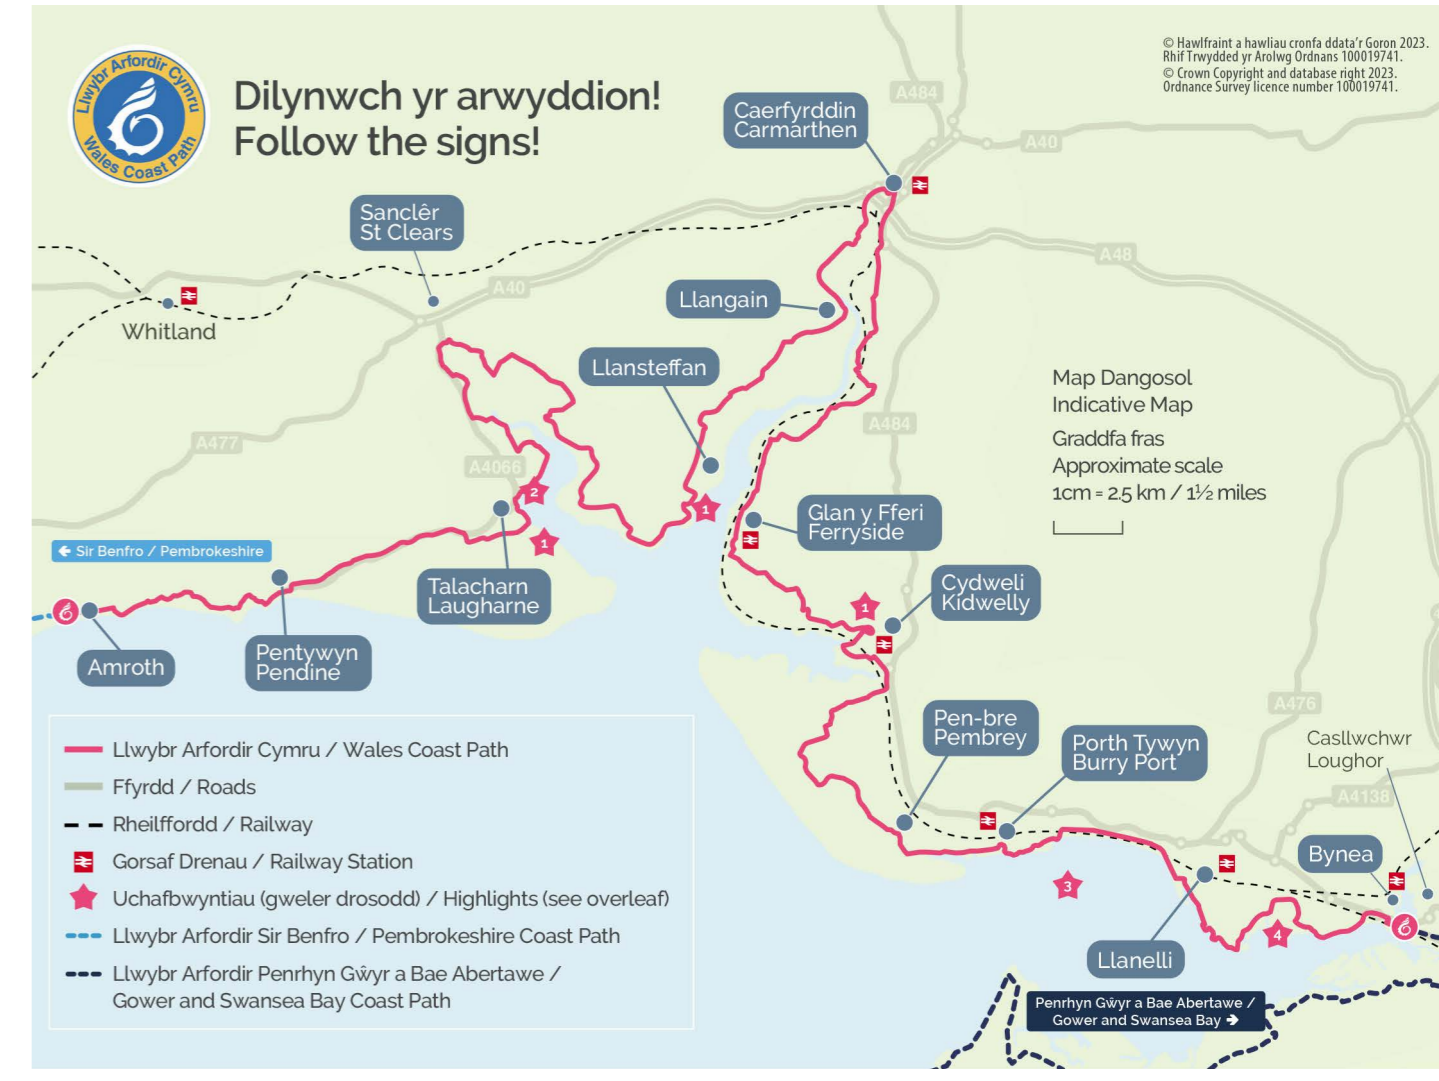 Llwybr Arfordir Cymru
Wales Coast Path
Dilynwch yr arwyddion!
Follow the signs!
© Hawlfraint a hawliau cronfa ddata'r Goron 2023.
Rhif Trwydded yr Arolwg Ordnans 100019741.
© Crown Copyright and database right 2023.
Ordnance Survey licence number 100019741.
A484
Caerfyrddin
Carmarthen
A40
Sanclêr
St Clears
A48
A40
Llangain
Whitland
Llansteffan
Map Dangosol
Indicative Map
Graddfa fras
Approximate scale
1cm = 2.5 km / 1½ miles
A484
A477
A4066
2
1
1
Glan y Fferi
Ferryside
← Sir Benfro / Pembrokeshire
Talacharn
Laugharne
Cydweli
Kidwelly
1
Amroth
Pentywyn
Pendine
A476
Pen-bre
Pembrey
Porth Tywyn
Burry Port
Casllwchwr
Loughor
A4138
Bynea
3
4
Llanelli
Llwybr Arfordir Cymru / Wales Coast Path
Ffyrdd / Roads
Rheilffordd / Railway
Gorsaf Drenau / Railway Station
Uchafbwyntiau (gweler drosodd) / Highlights (see overleaf)
Llwybr Arfordir Sir Benfro / Pembrokeshire Coast Path
Llwybr Arfordir Penrhyn Gŵyr a Bae Abertawe /
Gower and Swansea Bay Coast Path
Penrhyn Gŵyr a Bae Abertawe /
Gower and Swansea Bay →